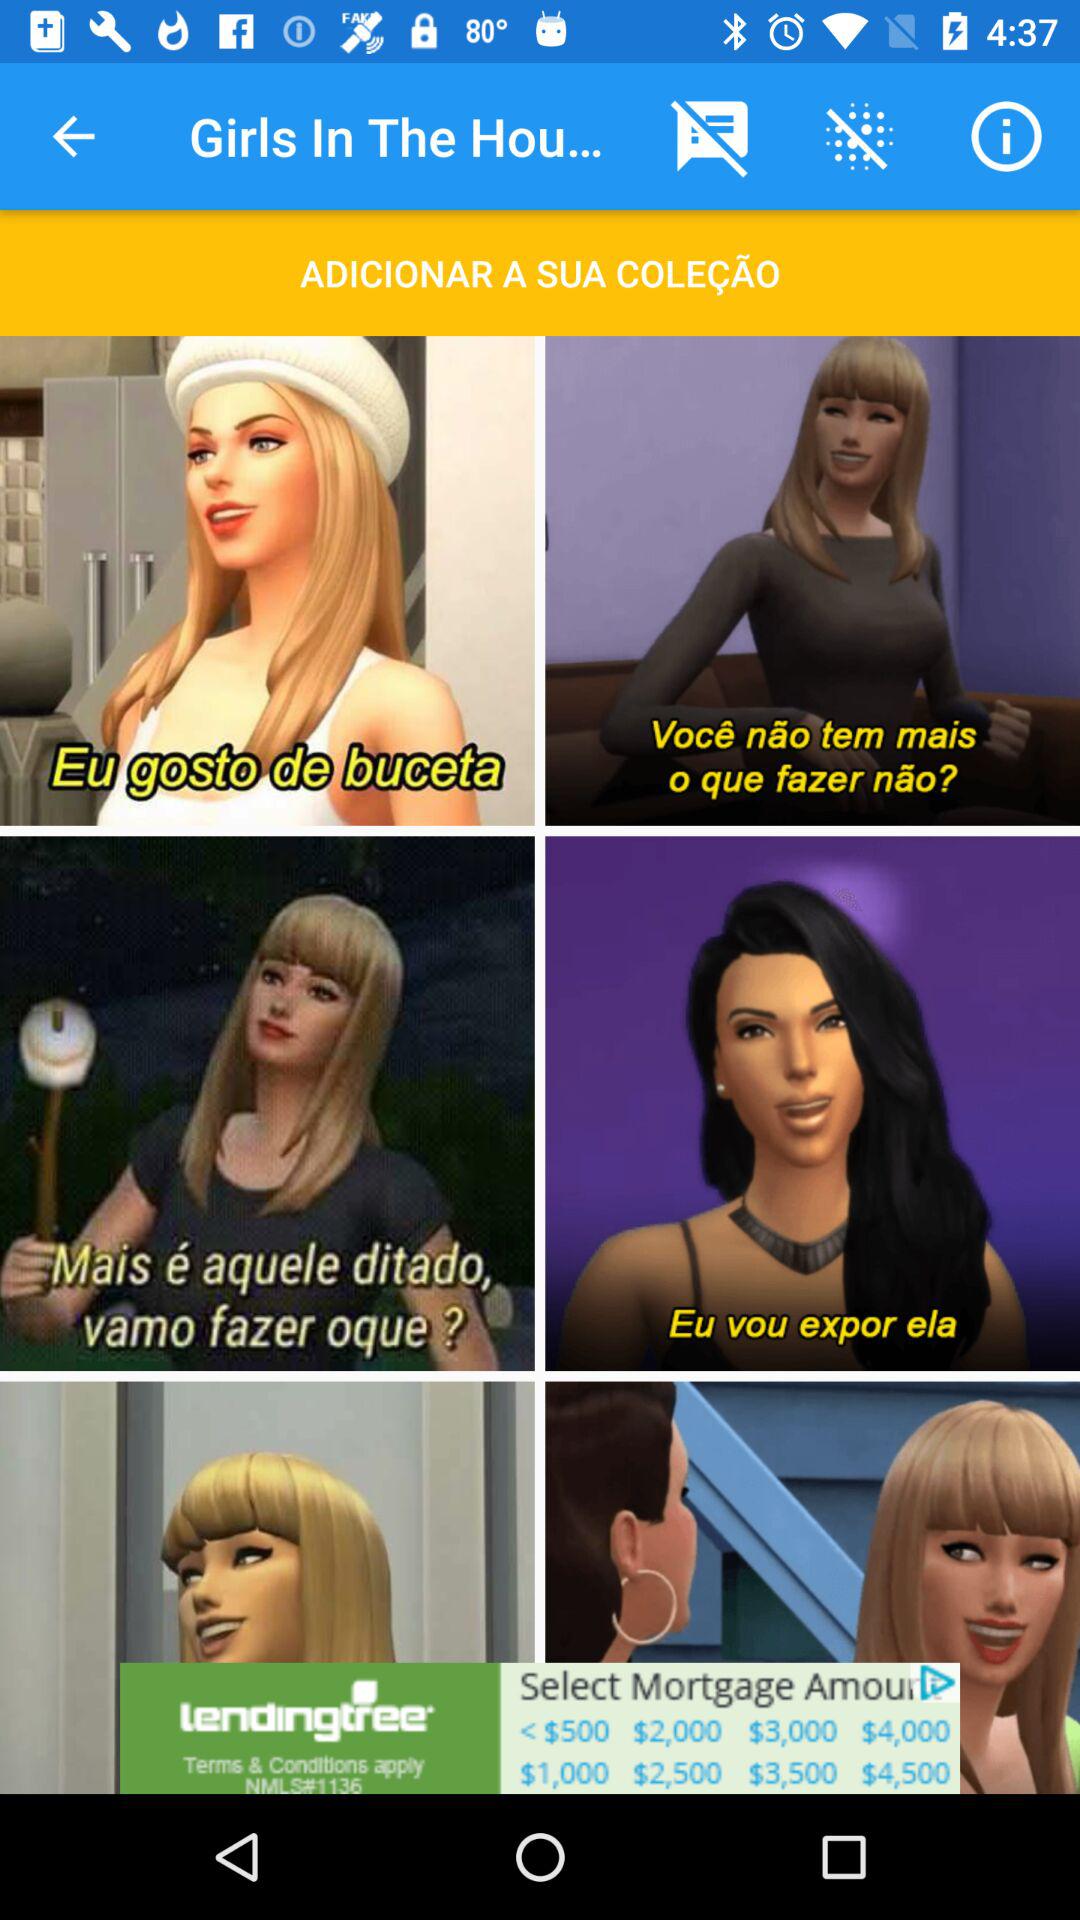 FAKE 80° 4:37
Girls In The Hou...
ADICIONAR A SUA COLEÇÃO
Eu gosto de buceta
Você não tem mais
o que fazer não?
Mais é aquele ditado,
vamo fazer oque ?
Eu vou expor ela
lendingtree
Terms & Conditions apply
NMLS#1136
Select Mortgage
< $500 $2,000 $3,000 $4,000
$1,000 $2,500 $3,500 $4,500